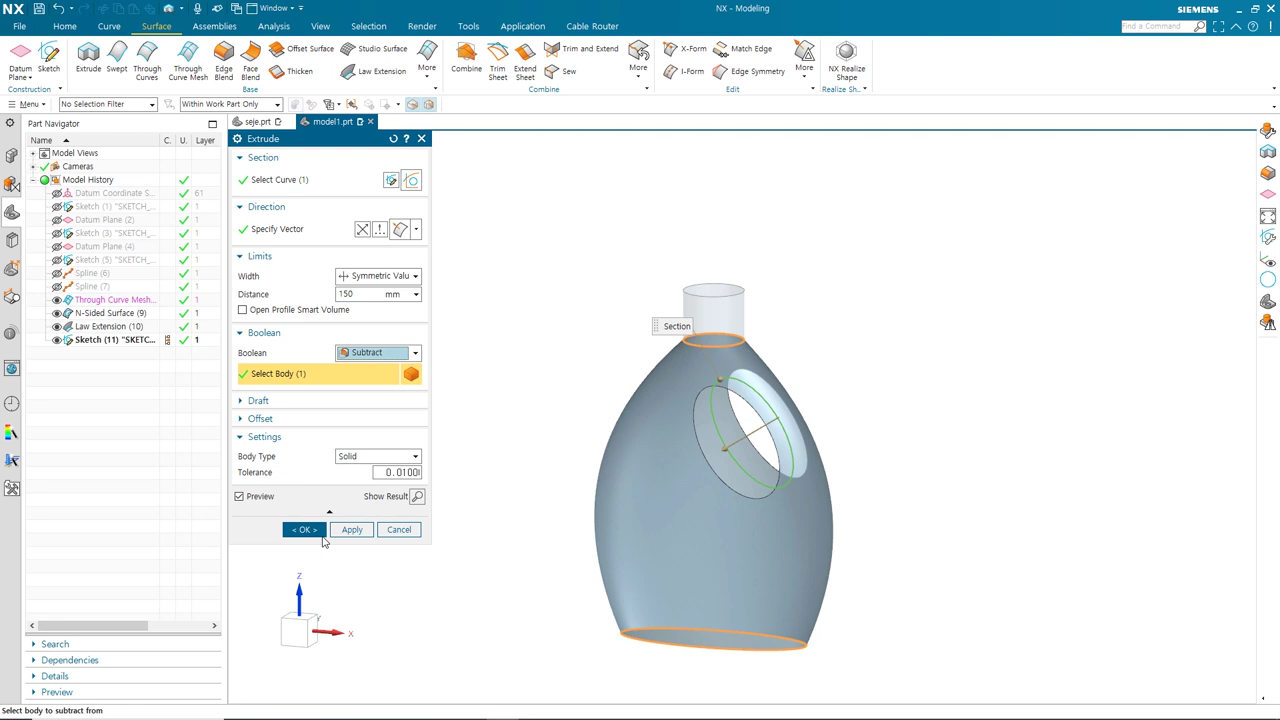 Window
NX - Modeling
SIEMENS
File
Home
Curve
Surface
Assemblies
Analysis
View
Selection
Render
Tools
Application
Cable Router
Find a Command
Datum Plane
Sketch
Extrude
Swept
Through Curves
Through Curve Mesh
Edge Blend
Face Blend
Offset Surface
Thicken
Studio Surface
Law Extension
More
Combine
Trim Sheet
Extend Sheet
Trim and Extend
Sew
More
X-Form
I-Form
Match Edge
Edge Symmetry
More
NX Realize Shape
Construction
Base
Combine
Edit
Realize Sh...
Menu
No Selection Filter
Within Work Part Only
Part Navigator
seje.prt
model1.prt
Name
C.
U.
Layer
Model Views
Cameras
Model History
Datum Coordinate S...
61
Sketch (1) "SKETCH_...
1
Datum Plane (2)
1
Sketch (3) "SKETCH_...
1
Datum Plane (4)
1
Sketch (5) "SKETCH_...
1
Spline (6)
1
Spline (7)
1
Through Curve Mesh...
1
N-Sided Surface (9)
1
Law Extension (10)
1
Sketch (11) "SKETC...
1
Search
Dependencies
Details
Preview
Extrude
Section
Select Curve (1)
Direction
Specify Vector
Limits
Width
Symmetric Valu
Distance
150
mm
Open Profile Smart Volume
Boolean
Boolean
Subtract
Select Body (1)
Draft
Offset
Settings
Body Type
Solid
Tolerance
Preview
Show Result
< OK >
Apply
Cancel
Section
Z
X
Select body to subtract from